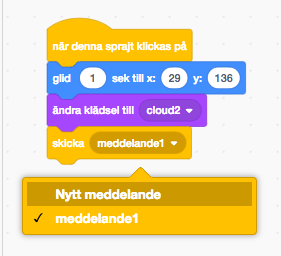 när denna sprajt klickas på
glid 1 sek till x: 29 y: 136
ändra klädsel till cloud2
skicka meddelande1
Nytt meddelande
✓ meddelande1